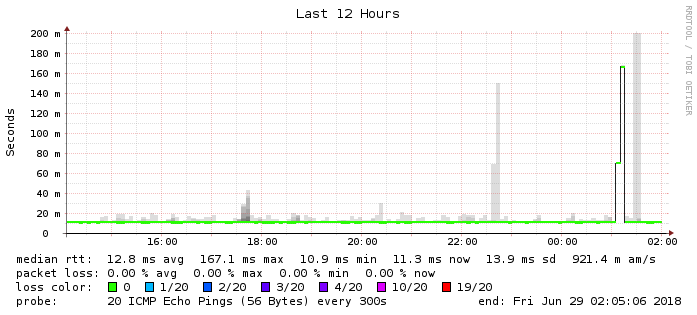 Last 12 Hours
RRDTOOL / TOBI OETIKER
Seconds
200 m
180 m
160 m
140 m
120 m
100 m
80 m
60 m
40 m
20 m
0
16:00 18:00 20:00 22:00 00:00 02:00
median rtt: 12.8 ms avg 167.1 ms max 10.9 ms min 11.3 ms now 13.9 ms sd 921.4 m am/s
packet loss: 0.00 % avg 0.00 % max 0.00 % min 0.00 % now
loss color: 0 1/20 2/20 3/20 4/20 10/20 19/20
probe: 20 ICMP Echo Pings (56 Bytes) every 300s end: Fri Jun 29 02:05:06 2018